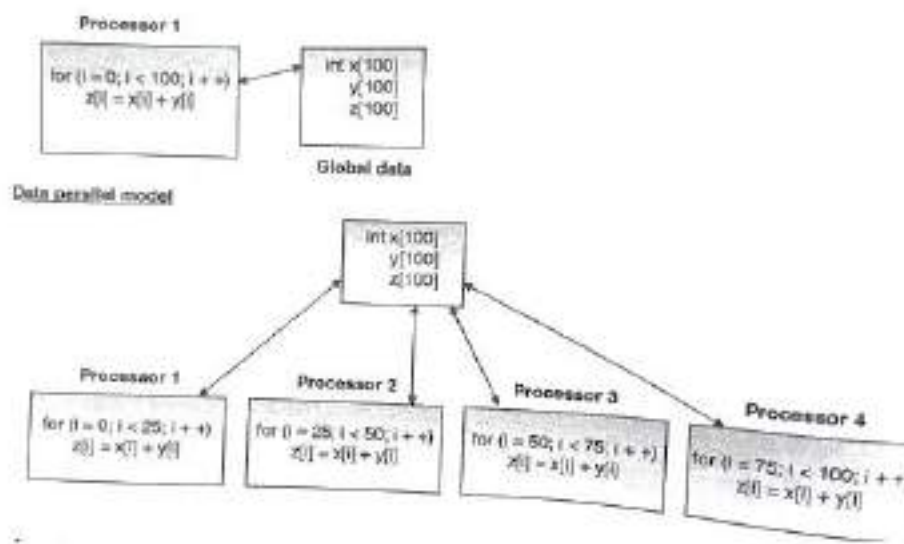 Processor 1
for (i = 0; i < 100; i + +)
z[i] = x[i] + y[i]
int x[100]
y[100]
z[100]
Global data
Data parallel model
int x[100]
y[100]
z[100]
Processor 1
for (i = 0; i < 25; i + +)
z[i] = x[i] + y[i]
Processor 2
for (i = 25; i < 50; i + +)
z[i] = x[i] + y[i]
Processor 3
for (i = 50; i < 75; i + +)
z[i] = x[i] + y[i]
Processor 4
for (i = 75; i < 100; i + +
z[i] = x[i] + y[i]